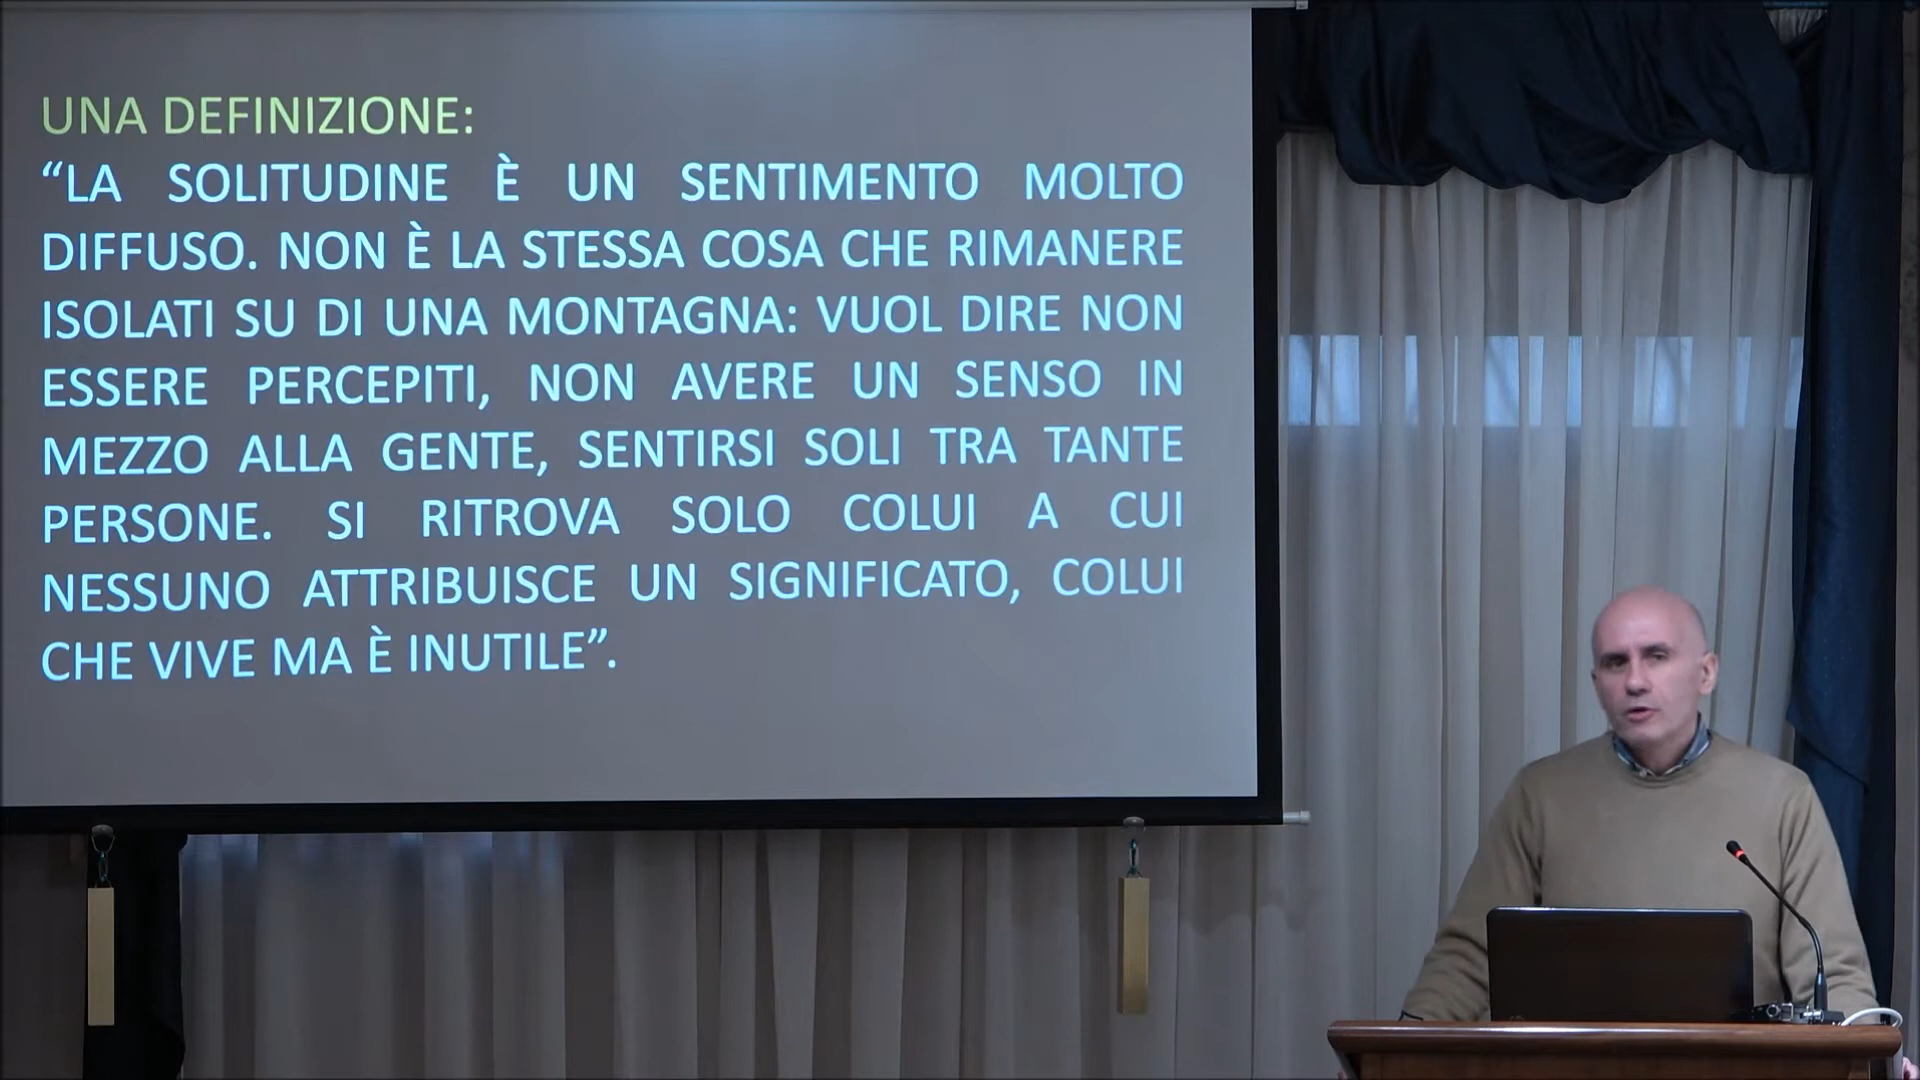 UNA DEFINIZIONE:
“LA SOLITUDINE È UN SENTIMENTO MOLTO
DIFFUSO. NON È LA STESSA COSA CHE RIMANERE
ISOLATI SU DI UNA MONTAGNA: VUOL DIRE NON
ESSERE PERCEPITI, NON AVERE UN SENSO IN
MEZZO ALLA GENTE, SENTIRSI SOLI TRA TANTE
PERSONE. SI RITROVA SOLO COLUI A CUI
NESSUNO ATTRIBUISCE UN SIGNIFICATO, COLUI
CHE VIVE MA È INUTILE”.